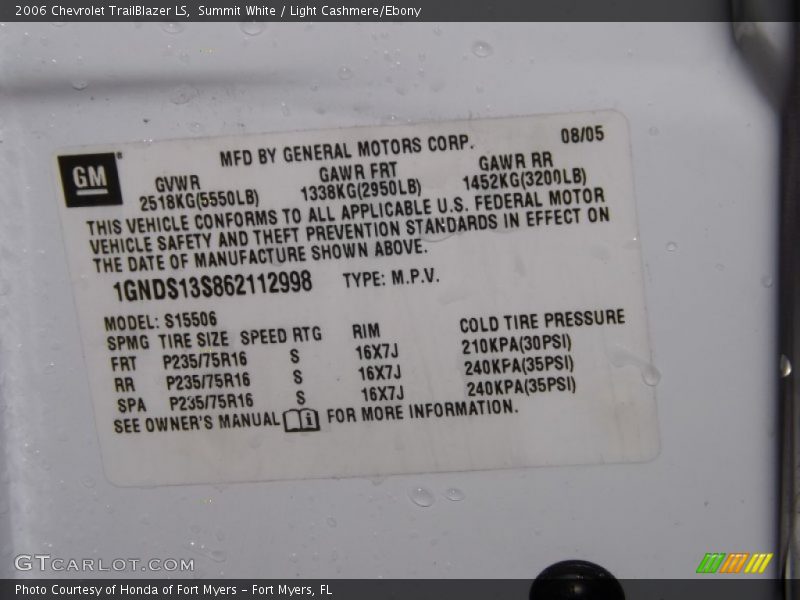 2006 Chevrolet TrailBlazer LS, Summit White / Light Cashmere/Ebony
GM
MFD BY GENERAL MOTORS CORP. 08/05
GVWR GAWR FRT GAWR RR
2518KG(5550LB) 1338KG(2950LB) 1452KG(3200LB)
THIS VEHICLE CONFORMS TO ALL APPLICABLE U.S. FEDERAL MOTOR
VEHICLE SAFETY AND THEFT PREVENTION STANDARDS IN EFFECT ON
THE DATE OF MANUFACTURE SHOWN ABOVE.
1GNDS13S862112998 TYPE: M.P.V.
MODEL: S15506
SPMG TIRE SIZE SPEED RTG RIM COLD TIRE PRESSURE
FRT P235/75R16 S 16X7J 210KPA(30PSI)
RR P235/75R16 S 16X7J 240KPA(35PSI)
SPA P235/75R16 S 16X7J 240KPA(35PSI)
SEE OWNER'S MANUAL i FOR MORE INFORMATION.
GTCARLOT.COM
Photo Courtesy of Honda of Fort Myers - Fort Myers, FL